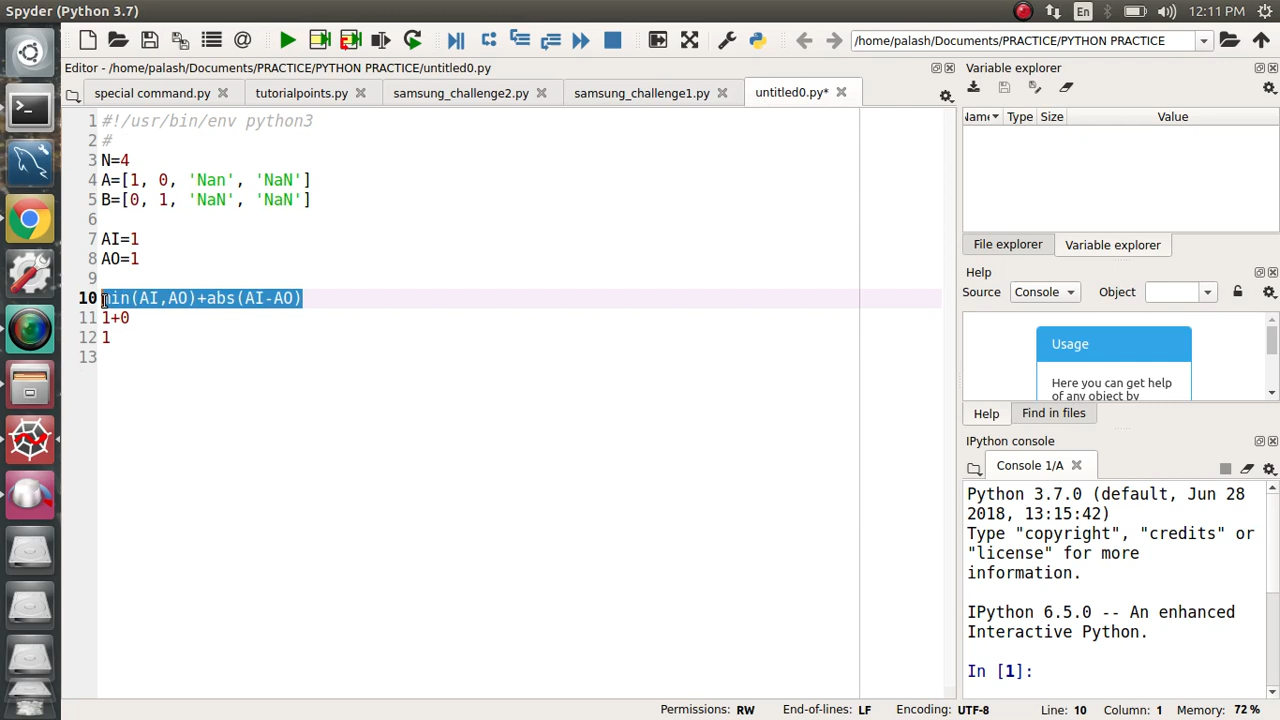 Spyder (Python 3.7)
En
12:11 PM
/home/palash/Documents/PRACTICE/PYTHON PRACTICE
Editor - /home/palash/Documents/PRACTICE/PYTHON PRACTICE/untitled0.py
special command.py
tutorialpoints.py
samsung_challenge2.py
samsung_challenge1.py
untitled0.py*
1 #!/usr/bin/env python3
2 #
3 N=4
4 A=[1, 0, 'Nan', 'NaN']
5 B=[0, 1, 'NaN', 'NaN']
6
7 AI=1
8 AO=1
9
10 min(AI,AO)+abs(AI-AO)
11 1+0
12 1
13
Variable explorer
Type Size Value
File explorer Variable explorer
Help
Source Console Object
Usage
Here you can get help
of any object by
Help Find in files
IPython console
Console 1/A
Python 3.7.0 (default, Jun 28
2018, 13:15:42)
Type "copyright", "credits" or
"license" for more
information.
IPython 6.5.0 -- An enhanced
Interactive Python.
In [1]:
Permissions: RW End-of-lines: LF Encoding: UTF-8 Line: 10 Column: 1 Memory: 72 %